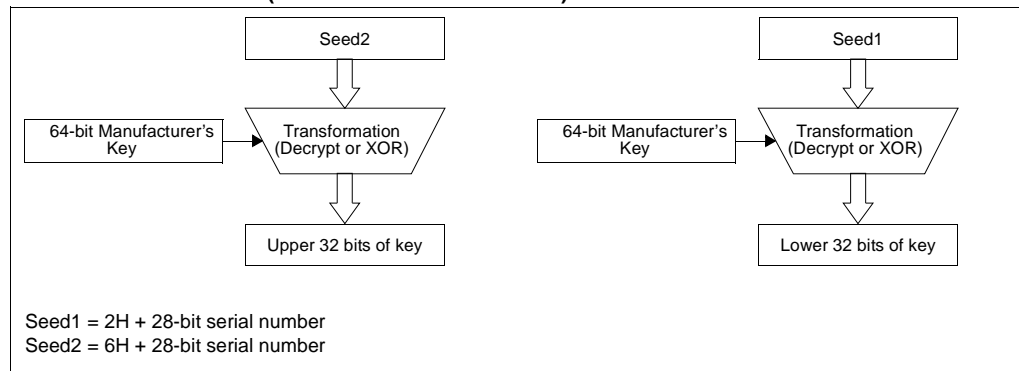 Seed2
Seed1
64-bit Manufacturer's
Key
Transformation
(Decrypt or XOR)
64-bit Manufacturer's
Key
Transformation
(Decrypt or XOR)
Upper 32 bits of key
Lower 32 bits of key
Seed1 = 2H + 28-bit serial number
Seed2 = 6H + 28-bit serial number